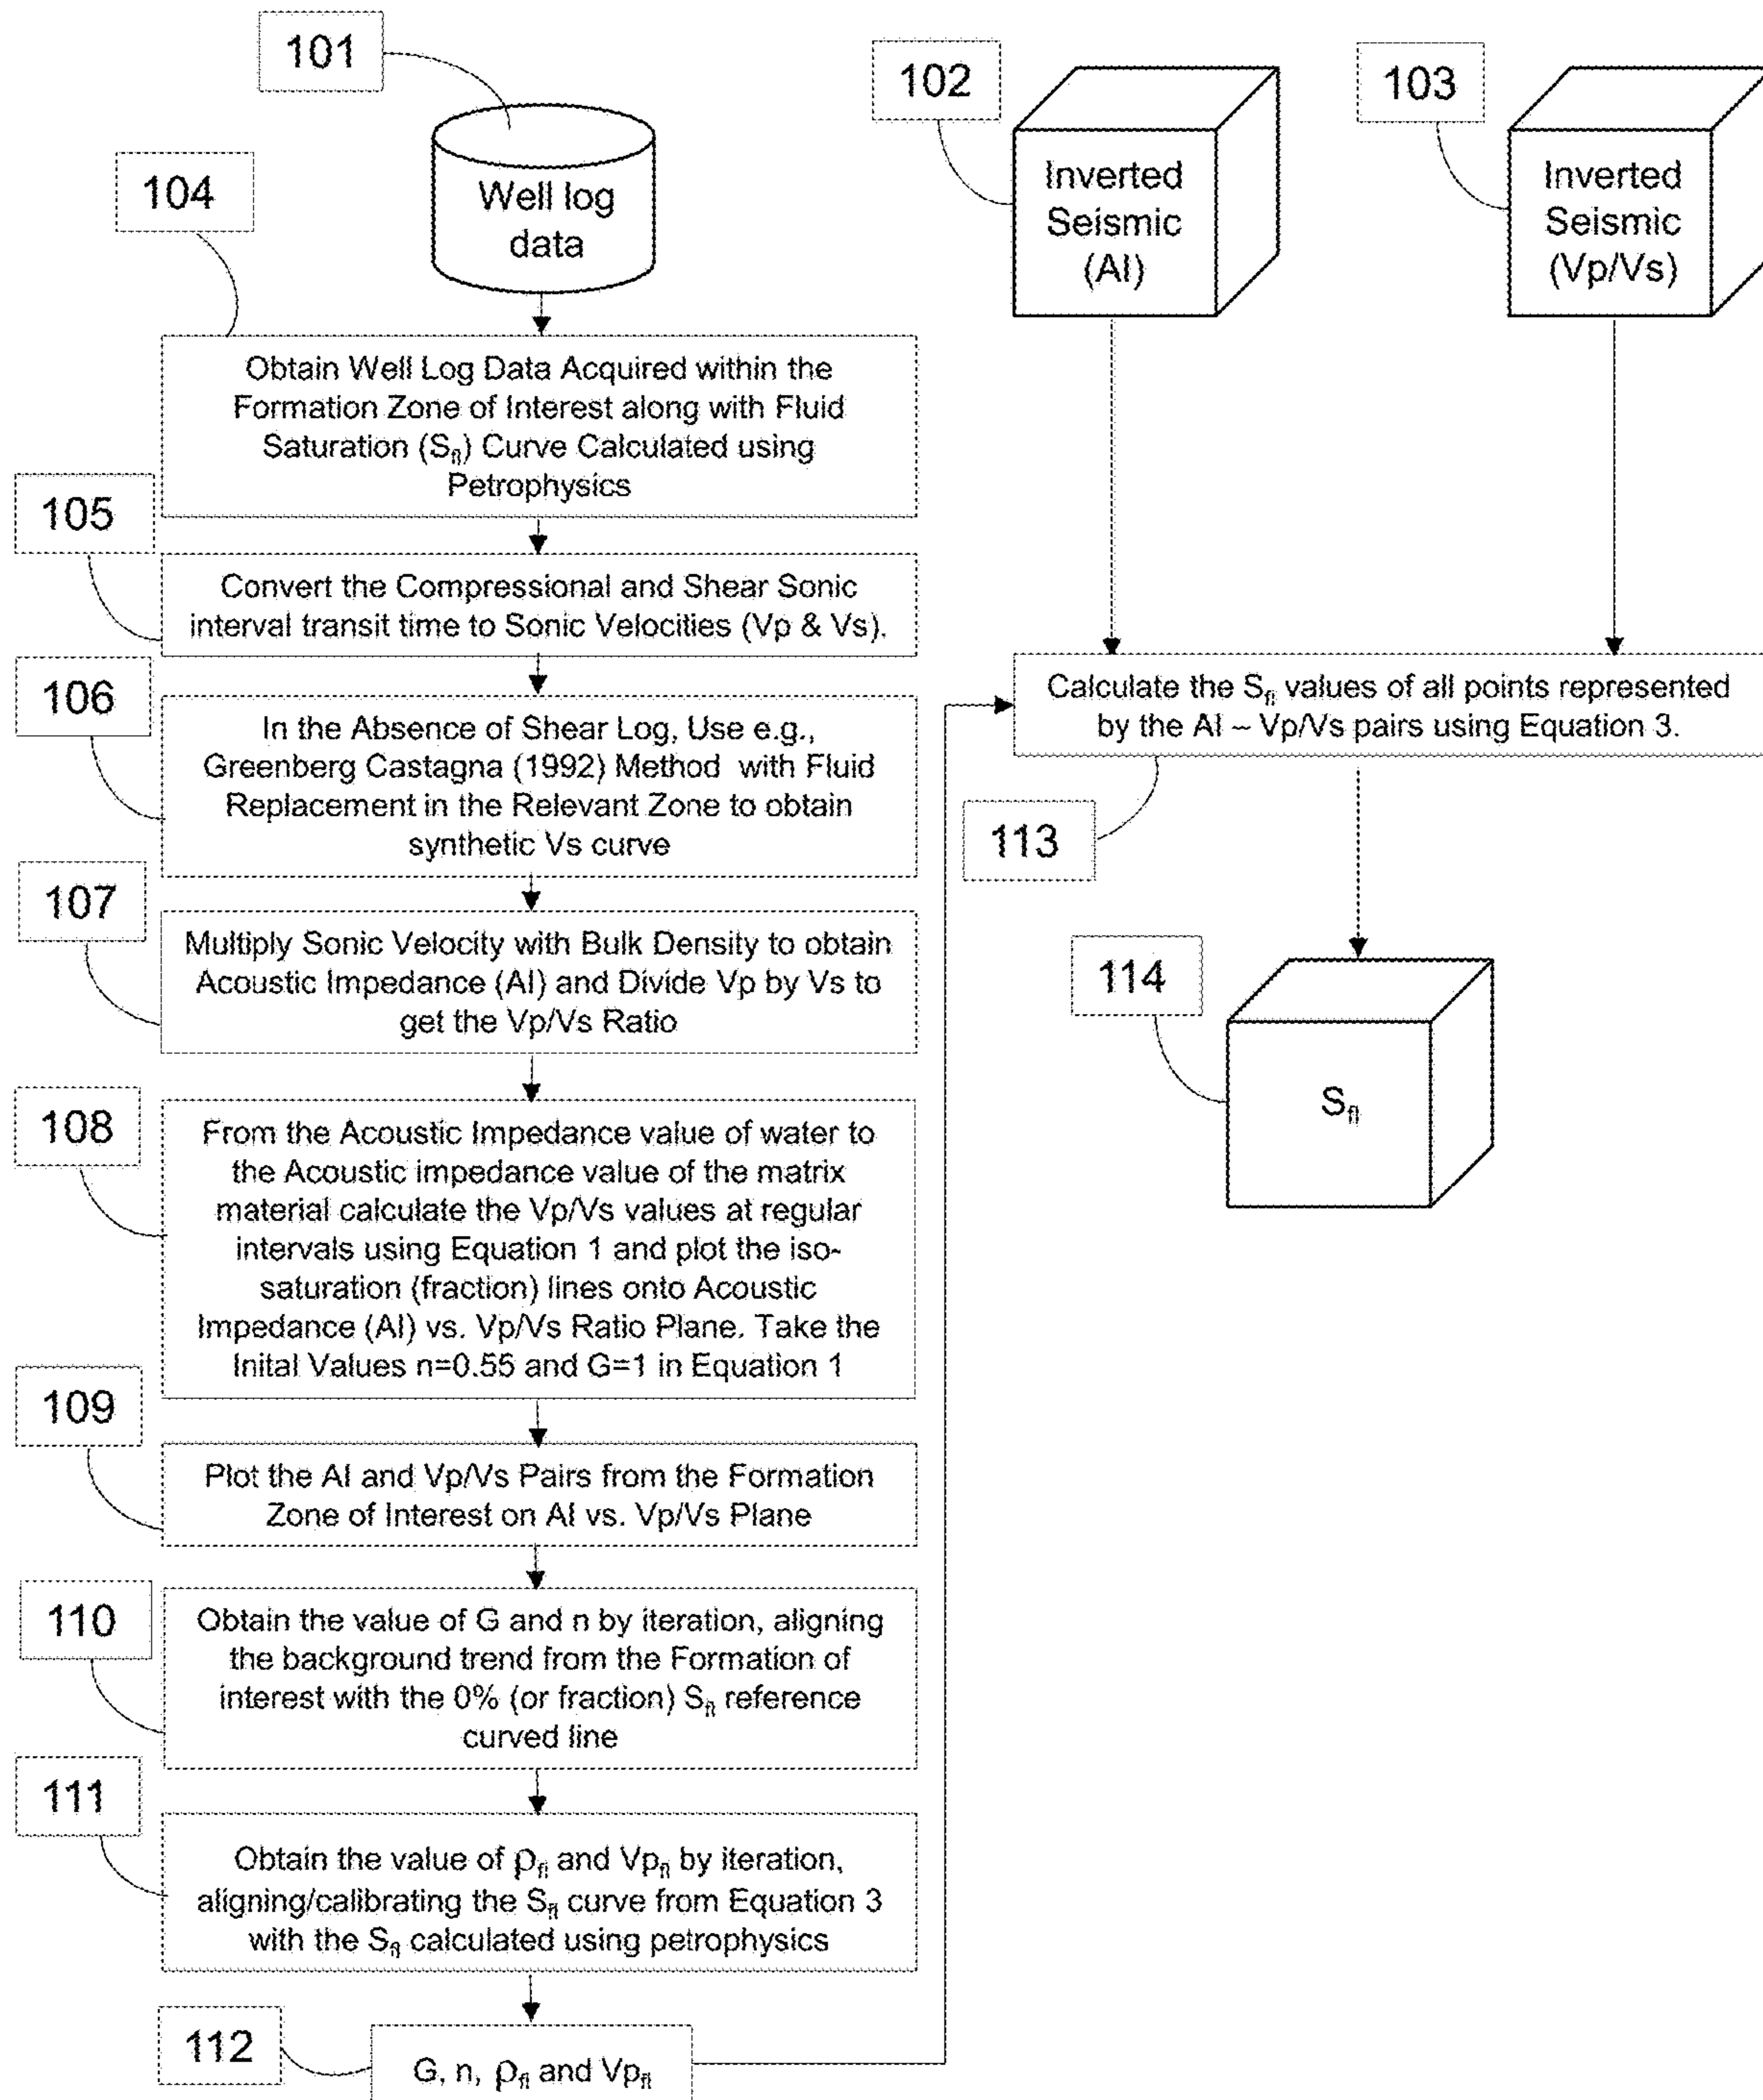 101
Well log
data
102
Inverted
Seismic
(AI)
103
Inverted
Seismic
(Vp/Vs)
104
Obtain Well Log Data Acquired within the
Formation Zone of Interest along with Fluid
Saturation (Sfl) Curve Calculated using
Petrophysics
105
Convert the Compressional and Shear Sonic
interval transit time to Sonic Velocities (Vp & Vs).
106
In the Absence of Shear Log, Use e.g.,
Greenberg Castagna (1992) Method with Fluid
Replacement in the Relevant Zone to obtain
synthetic Vs curve
107
Multiply Sonic Velocity with Bulk Density to obtain
Acoustic Impedance (AI) and Divide Vp by Vs to
get the Vp/Vs Ratio
108
From the Acoustic Impedance value of water to
the Acoustic impedance value of the matrix
material calculate the Vp/Vs values at regular
intervals using Equation 1 and plot the iso-
saturation (fraction) lines onto Acoustic
Impedance (AI) vs. Vp/Vs Ratio Plane. Take the
Inital Values n=0.55 and G=1 in Equation 1
109
Plot the AI and Vp/Vs Pairs from the Formation
Zone of Interest on AI vs. Vp/Vs Plane
110
Obtain the value of G and n by iteration, aligning
the background trend from the Formation of
interest with the 0% (or fraction) Sfl reference
curved line
111
Obtain the value of ρfl and Vpfl by iteration,
aligning/calibrating the Sfl curve from Equation 3
with the Sfl calculated using petrophysics
112
G, n, ρfl and Vpfl
Calculate the Sfl values of all points represented
by the AI – Vp/Vs pairs using Equation 3.
113
114
Sfl